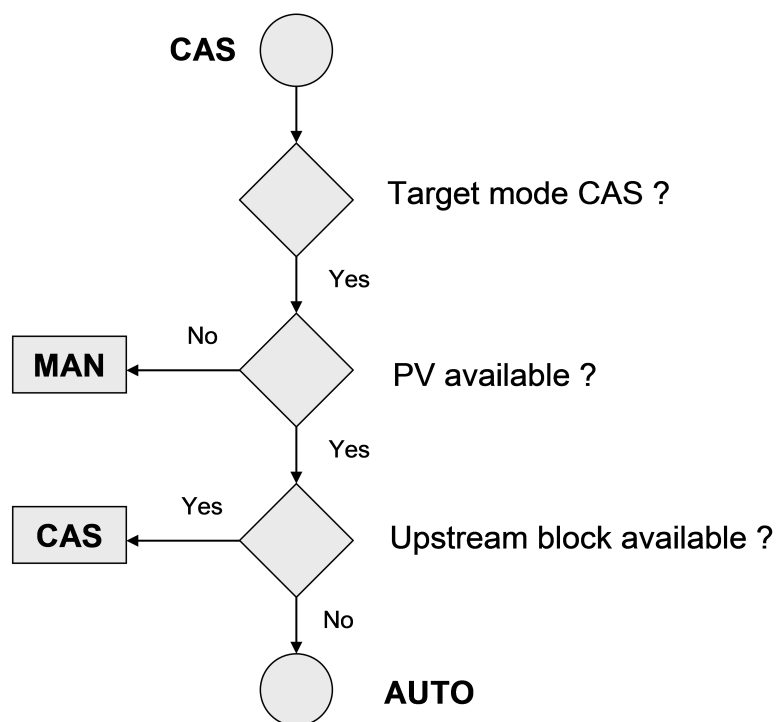 CAS
Target mode CAS ?
Yes
No
MAN
PV available ?
Yes
Yes
CAS
Upstream block available ?
No
AUTO